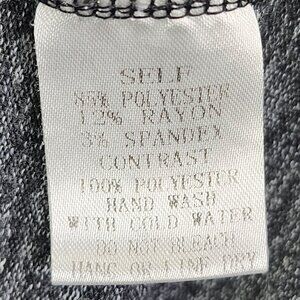 SELF
85% POLYESTER
12% RAYON
3% SPANDEX
CONTRAST
100% POLYESTER
HAND WASH
WITH COLD WATER
DO NOT BLEACH
HANG OR LINE DRY